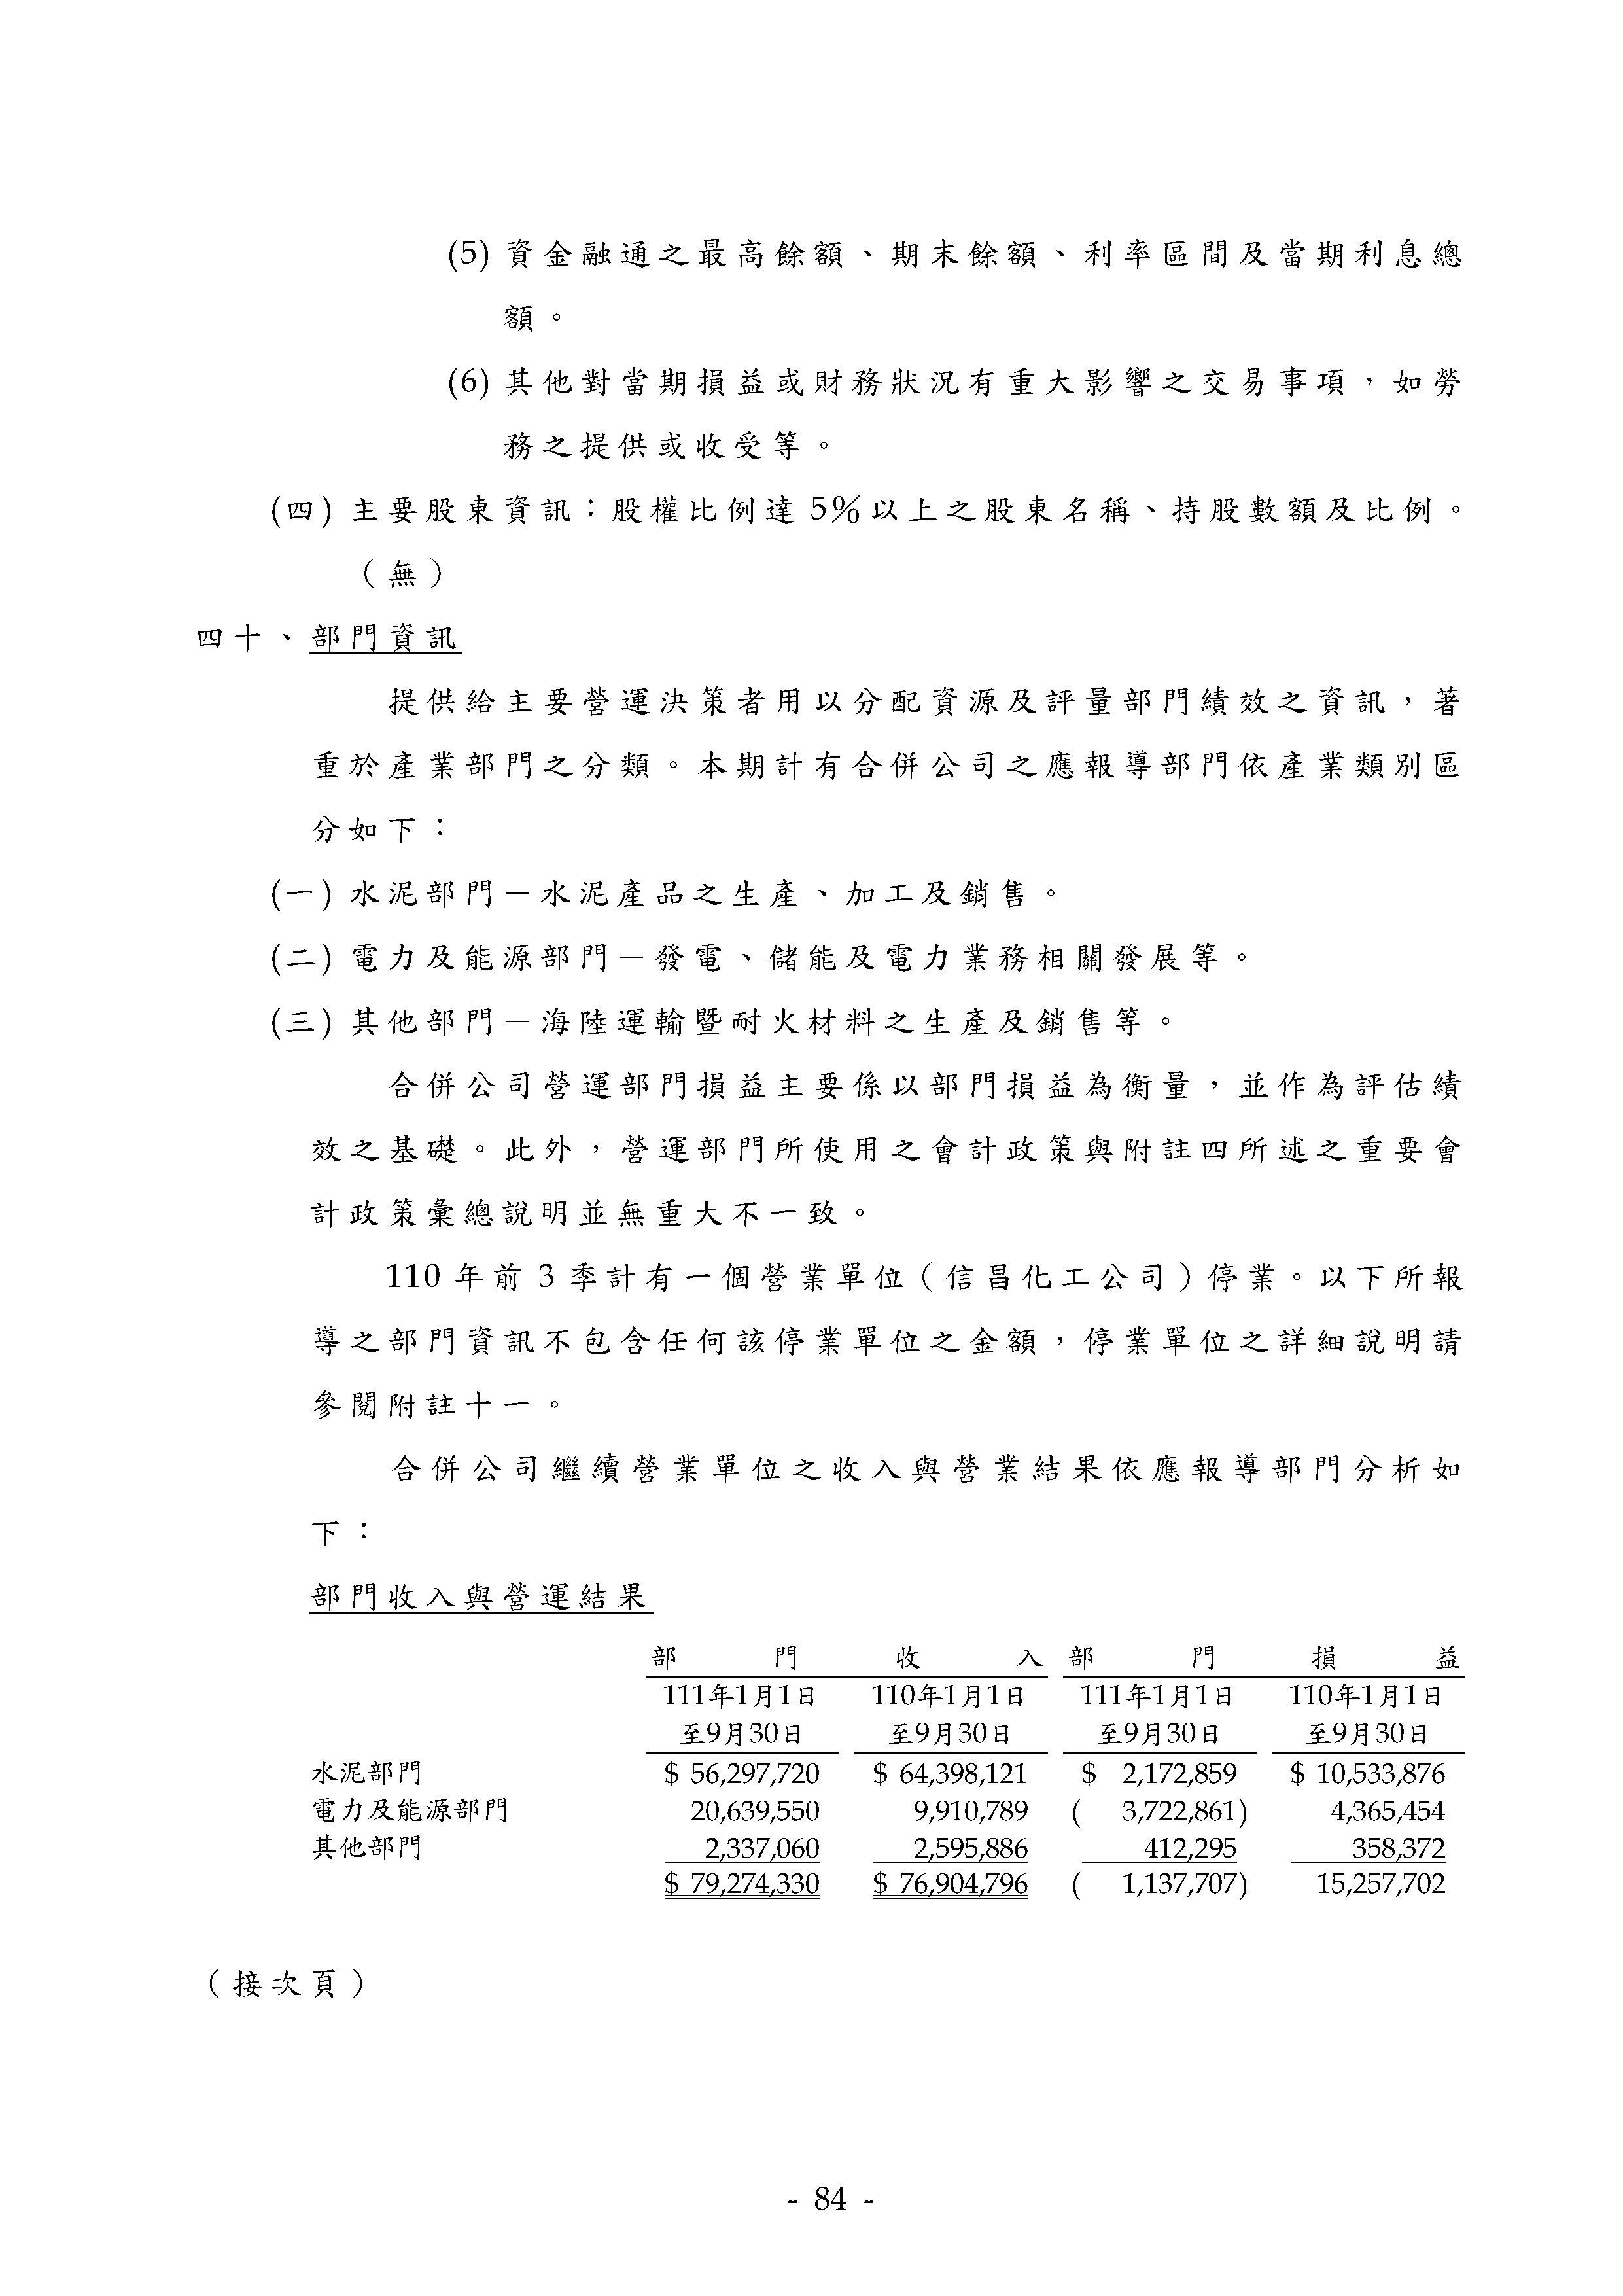 (5) 資金融通之最高餘額、期末餘額、利率區間及當期利息總
額。
(6) 其他對當期損益或財務狀況有重大影響之交易事項，如勞
務之提供或收受等。
(四) 主要股東資訊：股權比例達 5%以上之股東名稱、持股數額及比例。
（無）
四十、部門資訊
提供給主要營運決策者用以分配資源及評量部門績效之資訊，著
重於產業部門之分類。本期計有合併公司之應報導部門依產業類別區
分如下：
(一) 水泥部門－水泥產品之生產、加工及銷售。
(二) 電力及能源部門－發電、儲能及電力業務相關發展等。
(三) 其他部門－海陸運輸暨耐火材料之生產及銷售等。
合併公司營運部門損益主要係以部門損益為衡量，並作為評估績
效之基礎。此外，營運部門所使用之會計政策與附註四所述之重要會
計政策彙總說明並無重大不一致。
110 年前 3 季計有一個營業單位（信昌化工公司）停業。以下所報
導之部門資訊不包含任何該停業單位之金額，停業單位之詳細說明請
參閱附註十一。
合併公司繼續營業單位之收入與營業結果依應報導部門分析如
下：
部門收入與營運結果
部門收入 部門損益
111年1月1日 110年1月1日 111年1月1日 110年1月1日
至9月30日 至9月30日 至9月30日 至9月30日
水泥部門 $ 56,297,720 $ 64,398,121 $ 2,172,859 $ 10,533,876
電力及能源部門 20,639,550 9,910,789 ( 3,722,861) 4,365,454
其他部門 2,337,060 2,595,886 412,295 358,372
$ 79,274,330 $ 76,904,796 ( 1,137,707) 15,257,702
（接次頁）
- 84 -